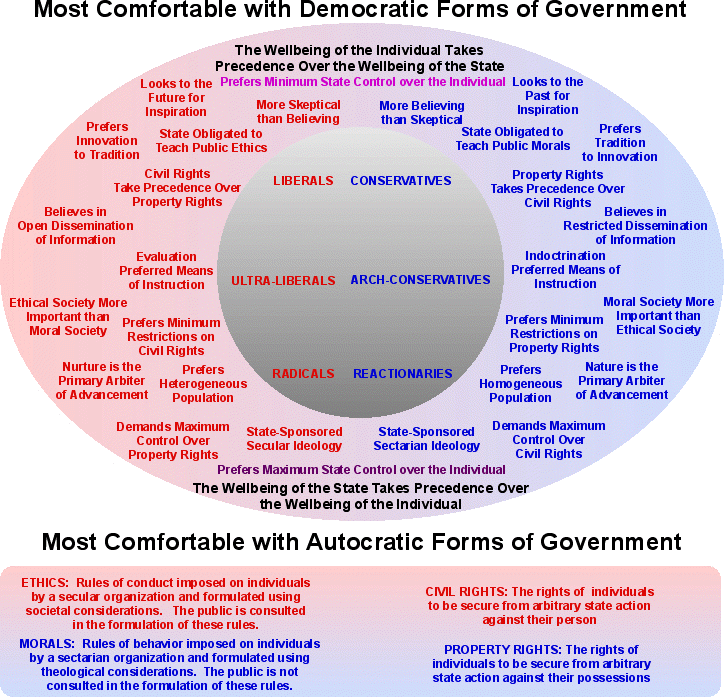 Most Comfortable with Democratic Forms of Government
The Wellbeing of the Individual Takes
Precedence Over the Wellbeing of the State
Prefers Minimum State Control over the Individual
Looks to the
Future for
Inspiration
More Skeptical
than Believing
More Believing
than Skeptical
Looks to the
Past for
Inspiration
Prefers
Innovation
to Tradition
State Obligated to
Teach Public Ethics
State Obligated to
Teach Public Morals
Prefers
Tradition
to Innovation
Civil Rights
Take Precedence Over
Property Rights
LIBERALS
CONSERVATIVES
Property Rights
Takes Precedence Over
Civil Rights
Believes in
Open Dissemination
of Information
Believes in
Restricted Dissemination
of Information
Evaluation
Preferred Means
of Instruction
ULTRA-LIBERALS
ARCH-CONSERVATIVES
Indoctrination
Preferred Means of
Instruction
Ethical Society More
Important than
Moral Society
Moral Society More
Important than
Ethical Society
Prefers Minimum
Restrictions on
Civil Rights
Prefers Minimum
Restrictions on
Property Rights
Nurture is the
Primary Arbiter
of Advancement
Prefers
Heterogeneous
Population
RADICALS
REACTIONARIES
Prefers
Homogeneous
Population
Nature is the
Primary Arbiter
of Advancement
Demands Maximum
Control Over
Property Rights
State-Sponsored
Secular Ideology
State-Sponsored
Sectarian Ideology
Demands Maximum
Control Over
Civil Rights
Prefers Maximum State Control over the Individual
The Wellbeing of the State Takes Precedence Over
the Wellbeing of the Individual
Most Comfortable with Autocratic Forms of Government
ETHICS: Rules of conduct imposed on individuals
by a secular organization and formulated using
societal considerations. The public is consulted
in the formulation of these rules.
MORALS: Rules of behavior imposed on individuals
by a sectarian organization and formulated using
theological considerations. The public is not
consulted in the formulation of these rules.
CIVIL RIGHTS: The rights of individuals
to be secure from arbitrary state action
against their person
PROPERTY RIGHTS: The rights of
individuals to be secure from arbitrary
state action against their possessions